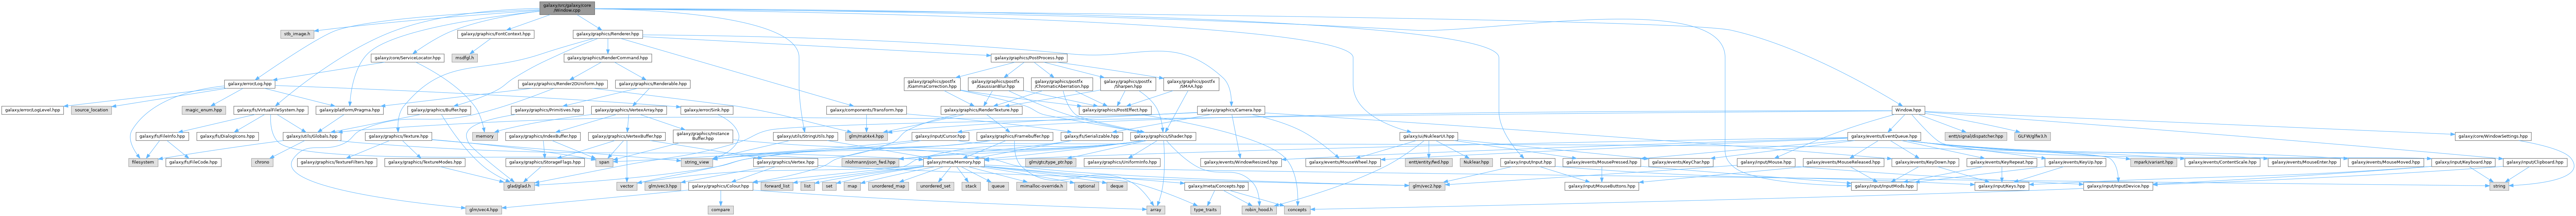 galaxy/src/galaxy/core
/Window.cpp
stb_image.h
galaxy/graphics/FontContext.hpp
galaxy/graphics/Renderer.hpp
msdfgl.h
galaxy/core/ServiceLocator.hpp
galaxy/graphics/RenderCommand.hpp
galaxy/graphics/PostProcess.hpp
galaxy/error/Log.hpp
galaxy/graphics/Render2DUniform.hpp
galaxy/graphics/Renderable.hpp
galaxy/graphics/postfx
/GammaCorrection.hpp
galaxy/graphics/postfx
/GaussianBlur.hpp
galaxy/graphics/postfx
/ChromaticAberration.hpp
galaxy/graphics/postfx
/Sharpen.hpp
galaxy/graphics/postfx
/SMAA.hpp
galaxy/error/LogLevel.hpp
source_location
magic_enum.hpp
galaxy/fs/VirtualFileSystem.hpp
galaxy/platform/Pragma.hpp
galaxy/graphics/Buffer.hpp
galaxy/graphics/Primitives.hpp
galaxy/graphics/VertexArray.hpp
galaxy/error/Sink.hpp
galaxy/components/Transform.hpp
galaxy/graphics/RenderTexture.hpp
galaxy/graphics/PostEffect.hpp
galaxy/graphics/Camera.hpp
Window.hpp
galaxy/fs/FileInfo.hpp
galaxy/fs/DialogIcons.hpp
galaxy/utils/Globals.hpp
galaxy/graphics/Texture.hpp
memory
galaxy/graphics/IndexBuffer.hpp
galaxy/graphics/VertexBuffer.hpp
galaxy/graphics/Instance
Buffer.hpp
galaxy/utils/StringUtils.hpp
glm/mat4x4.hpp
galaxy/input/Cursor.hpp
galaxy/graphics/Framebuffer.hpp
galaxy/fs/Serializable.hpp
galaxy/graphics/Shader.hpp
galaxy/ui/NuklearUI.hpp
galaxy/events/EventQueue.hpp
entt/signal/dispatcher.hpp
GLFW/glfw3.h
galaxy/core/WindowSettings.hpp
filesystem
galaxy/fs/FileCode.hpp
chrono
galaxy/graphics/TextureFilters.hpp
galaxy/graphics/TextureModes.hpp
galaxy/graphics/StorageFlags.hpp
span
string_view
galaxy/graphics/Vertex.hpp
nlohmann/json_fwd.hpp
galaxy/meta/Memory.hpp
glm/gtc/type_ptr.hpp
galaxy/graphics/UniformInfo.hpp
galaxy/events/WindowResized.hpp
galaxy/events/MouseWheel.hpp
entt/entity/fwd.hpp
Nuklear.hpp
galaxy/input/Input.hpp
galaxy/events/MousePressed.hpp
galaxy/events/KeyChar.hpp
galaxy/input/Mouse.hpp
galaxy/events/MouseReleased.hpp
galaxy/events/KeyDown.hpp
galaxy/events/KeyRepeat.hpp
galaxy/events/KeyUp.hpp
mpark/variant.hpp
galaxy/events/ContentScale.hpp
galaxy/events/MouseEnter.hpp
galaxy/events/MouseMoved.hpp
galaxy/input/Keyboard.hpp
galaxy/input/Clipboard.hpp
glad/glad.h
vector
glm/vec3.hpp
galaxy/graphics/Colour.hpp
forward_list
list
set
map
unordered_map
unordered_set
stack
queue
mimalloc-override.h
optional
deque
galaxy/meta/Concepts.hpp
glm/vec2.hpp
galaxy/input/MouseButtons.hpp
galaxy/input/InputMods.hpp
galaxy/input/Keys.hpp
galaxy/input/InputDevice.hpp
string
glm/vec4.hpp
compare
array
type_traits
robin_hood.h
concepts